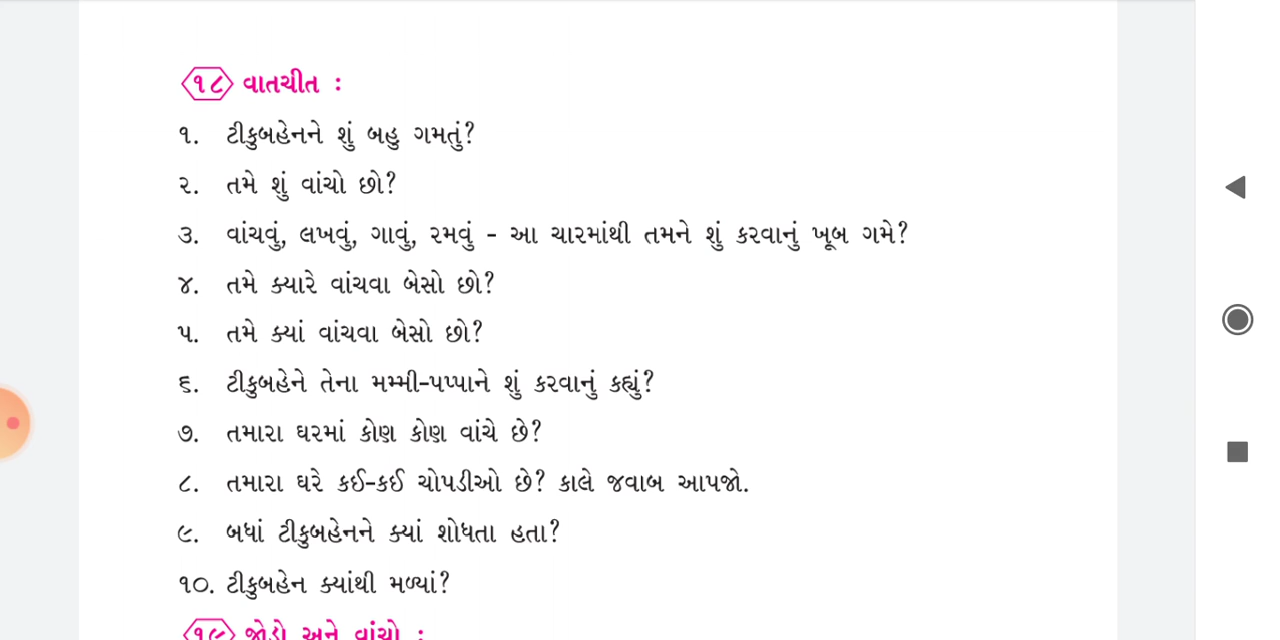 ૧૮ વાતચીત :
૧. ટીકુબહેનને શું બહુ ગમતું?
૨. તમે શું વાંચો છો?
૩. વાંચવું, લખવું, ગાવું, રમવું - આ ચારમાંથી તમને શું કરવાનું ખૂબ ગમે?
૪. તમે ક્યારે વાંચવા બેસો છો?
૫. તમે ક્યાં વાંચવા બેસો છો?
૬. ટીકુબહેને તેના મમ્મી-પપ્પાને શું કરવાનું કહ્યું?
૭. તમારા ઘરમાં કોણ કોણ વાંચે છે?
૮. તમારા ઘરે કઈ-કઈ ચોપડીઓ છે? કાલે જવાબ આપજો.
૯. બધાં ટીકુબહેનને ક્યાં શોધતા હતા?
૧૦. ટીકુબહેન ક્યાંથી મળ્યાં?
૧૯ જોડો અને વાંચો :